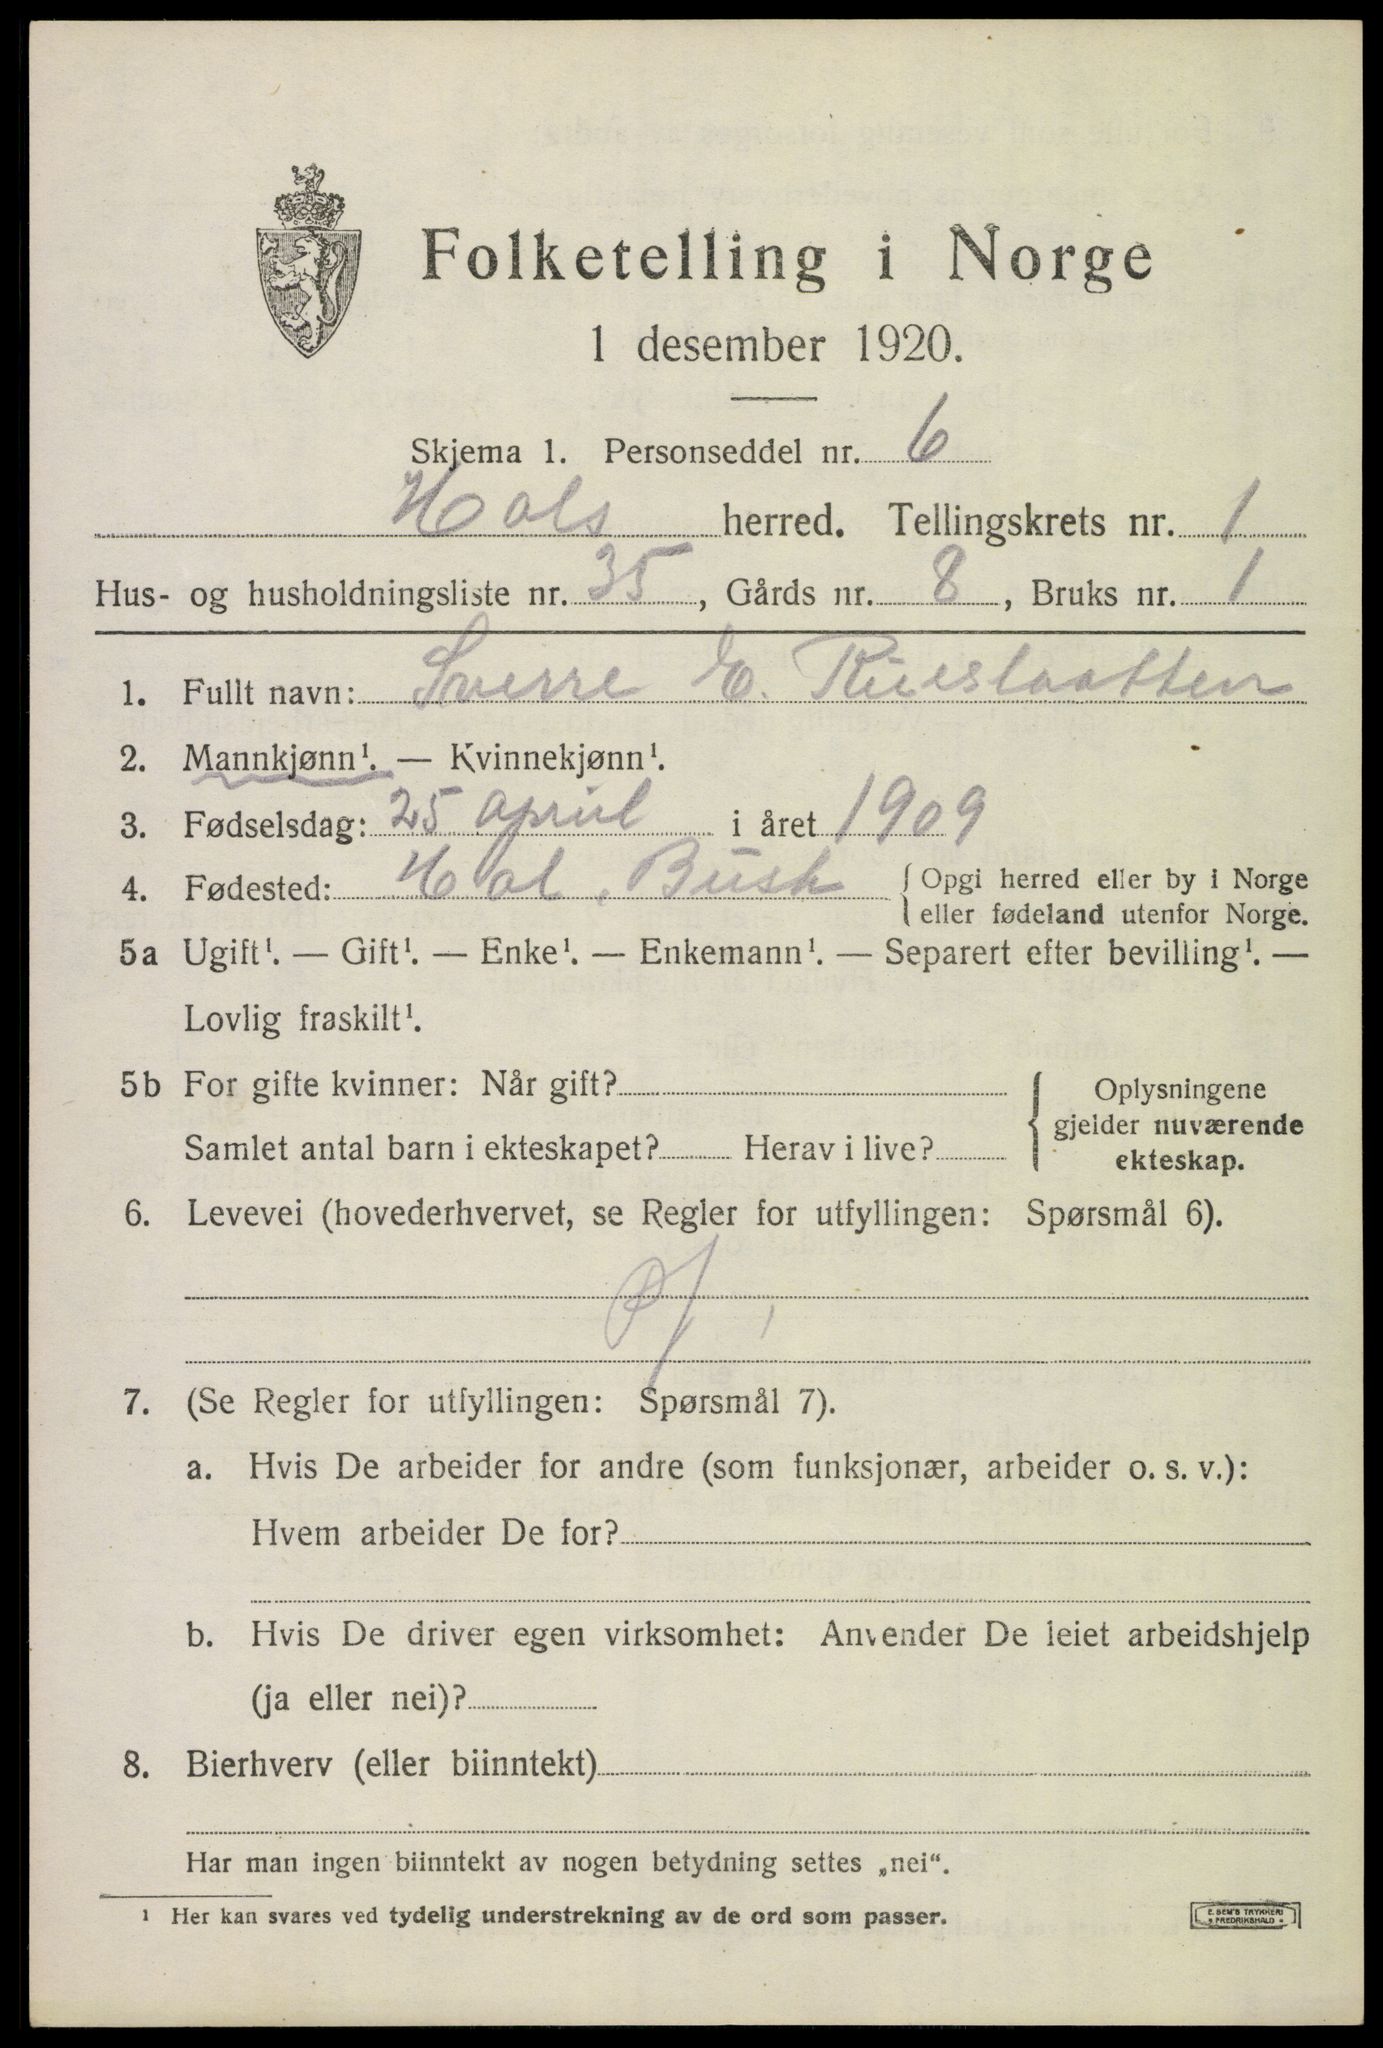 Folketelling i Norge
1 desember 1920.
Skjema 1. Personseddel nr. 6
Hols herred. Tellingskrets nr. 1
Hus- og husholdningsliste nr. 35, Gårds nr. 8, Bruks nr. 1
1. Fullt navn: Sverre E. Rueslaatten
2. Mannkjønn¹. — Kvinnekjønn¹.
3. Fødselsdag: 25 april i året 1909
4. Fødested: Hol, Busk { Opgi herred eller by i Norge
eller fødeland utenfor Norge.
5a Ugift¹. — Gift¹. — Enke¹. — Enkemann¹. — Separert efter bevilling¹. —
Lovlig fraskilt¹.
5b For gifte kvinner: Når gift?
Samlet antal barn i ekteskapet? Herav i live?
{ Oplysningene
gjelder nuværende
ekteskap.
6. Levevei (hovederhvervet, se Regler for utfyllingen: Spørsmål 6).
7. (Se Regler for utfyllingen: Spørsmål 7).
a. Hvis De arbeider for andre (som funksjonær, arbeider o. s. v.):
Hvem arbeider De for?
b. Hvis De driver egen virksomhet: Anvender De leiet arbeidshjelp
(ja eller nei)?
8. Bierhverv (eller biinntekt)
Har man ingen biinntekt av nogen betydning settes „nei“.
¹ Her kan svares ved tydelig understrekning av de ord som passer.
E. SEM'S TRYKKERI
FREDRIKSHALD